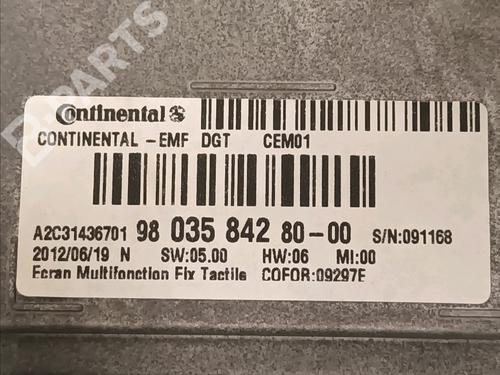 B-PARTS
Continental
CONTINENTAL -EMF DGT CEM01
A2C31436701 98 035 842 80-00 S/N:091168
2012/06/19 N SW:05.00 HW:06 MI:00
Ecran Multifonction Fix Tactile COFOR:09297E